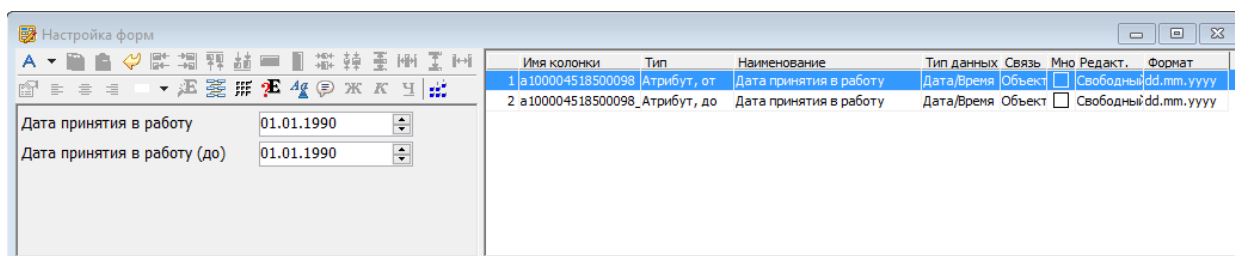 Настройка форм
Имя колонки Тип Наименование Тип данных Связь Мно Редакт. Формат
1 a100004518500098 Атрибут, от Дата принятия в работу Дата/Время Объект Свободный dd.mm.yyyy
2 a100004518500098_ Атрибут, до Дата принятия в работу Дата/Время Объект Свободный dd.mm.yyyy
Дата принятия в работу 01.01.1990
Дата принятия в работу (до) 01.01.1990